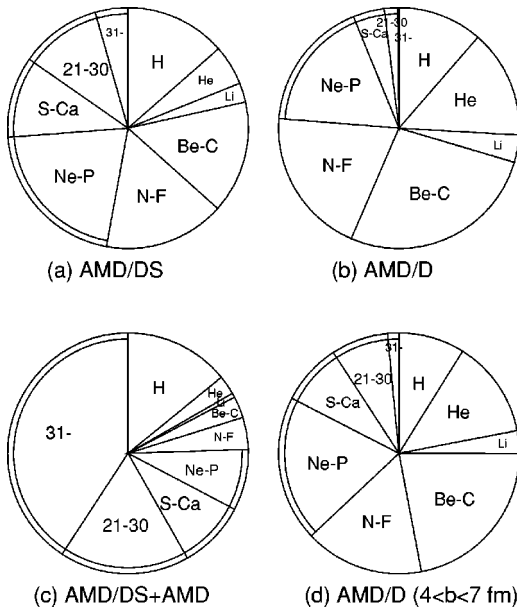 31-
H
21-30
He
Li
S-Ca
Be-C
Ne-P
N-F
(a) AMD/DS
21-30
S-Ca
31-
H
Ne-P
He
Li
N-F
Be-C
(b) AMD/D
H
He
Li
Be-C
31-
N-F
Ne-P
S-Ca
21-30
(c) AMD/DS+AMD
31-
H
21-30
S-Ca
He
Li
Ne-P
Be-C
N-F
(d) AMD/D (4<b<7 fm)